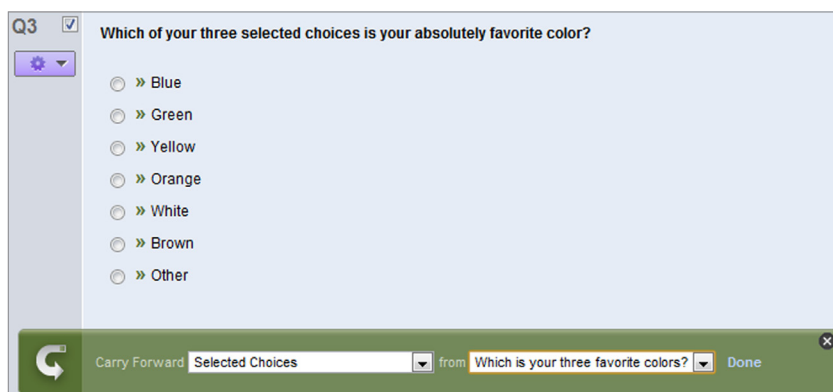 Q3
Which of your three selected choices is your absolutely favorite color?
» Blue
» Green
» Yellow
» Orange
» White
» Brown
» Other
Carry Forward Selected Choices from Which is your three favorite colors? Done